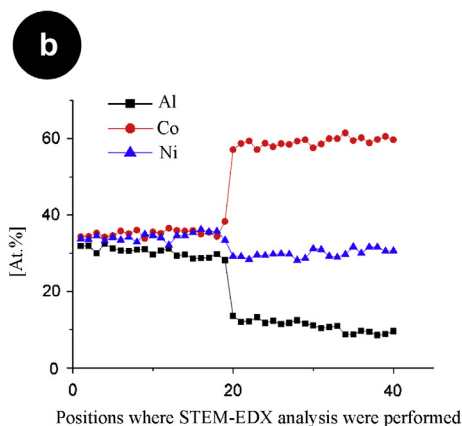 b
Al
Co
Ni
60
40
20
0
[At.%]
0
20
40
Positions where STEM-EDX analysis were performed